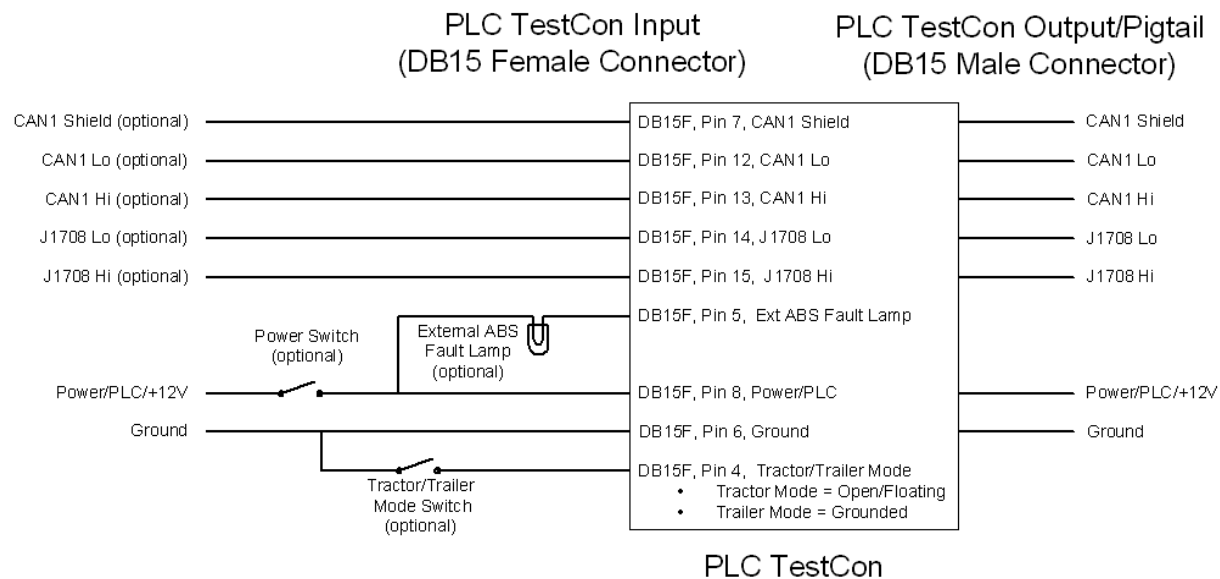 PLC TestCon Input
(DB15 Female Connector)
PLC TestCon Output/Pigtail
(DB15 Male Connector)
CAN1 Shield (optional)
DB15F, Pin 7, CAN1 Shield
CAN1 Shield
CAN1 Lo (optional)
DB15F, Pin 12, CAN1 Lo
CAN1 Lo
CAN1 Hi (optional)
DB15F, Pin 13, CAN1 Hi
CAN1 Hi
J1708 Lo (optional)
DB15F, Pin 14, J1708 Lo
J1708 Lo
J1708 Hi (optional)
DB15F, Pin 15, J1708 Hi
J1708 Hi
DB15F, Pin 5, Ext ABS Fault Lamp
Power Switch
(optional)
External ABS
Fault Lamp
(optional)
Power/PLC/+12V
DB15F, Pin 8, Power/PLC
Power/PLC/+12V
Ground
DB15F, Pin 6, Ground
Ground
DB15F, Pin 4, Tractor/Trailer Mode
• Tractor Mode = Open/Floating
• Trailer Mode = Grounded
Tractor/Trailer
Mode Switch
(optional)
PLC TestCon